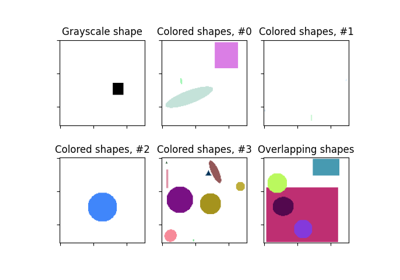 Grayscale shape
Colored shapes, #0
Colored shapes, #1
Colored shapes, #2
Colored shapes, #3
Overlapping shapes